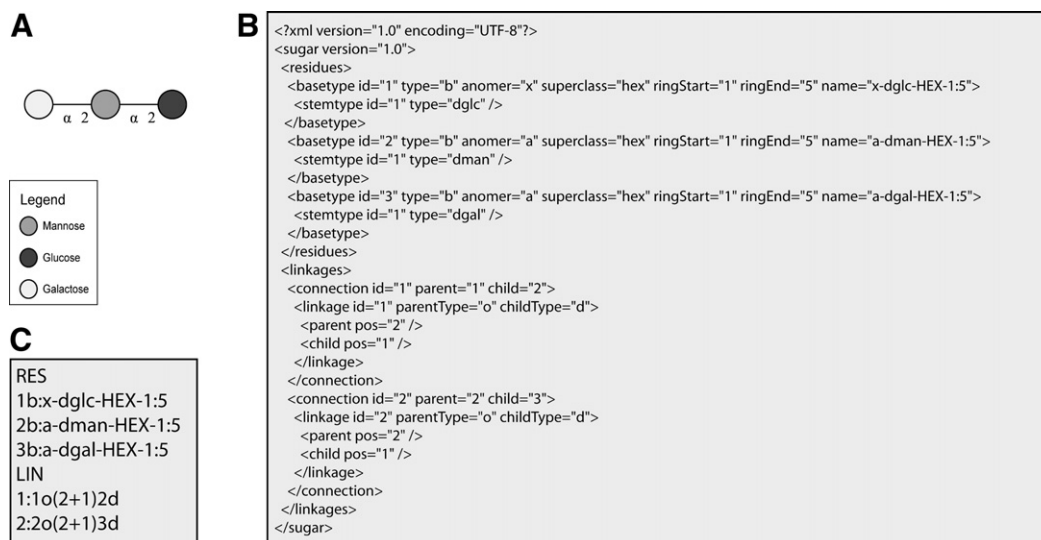 A
α 2 α 2
Legend
Mannose
Glucose
Galactose
B
<?xml version="1.0" encoding="UTF-8"?>
<sugar version="1.0">
<residues>
<basetype id="1" type="b" anomer="x" superclass="hex" ringStart="1" ringEnd="5" name="x-dglc-HEX-1:5">
<stemtype id="1" type="dglc" />
</basetype>
<basetype id="2" type="b" anomer="a" superclass="hex" ringStart="1" ringEnd="5" name="a-dman-HEX-1:5">
<stemtype id="1" type="dman" />
</basetype>
<basetype id="3" type="b" anomer="a" superclass="hex" ringStart="1" ringEnd="5" name="a-dgal-HEX-1:5">
<stemtype id="1" type="dgal" />
</basetype>
</residues>
<linkages>
<connection id="1" parent="1" child="2">
<linkage id="1" parentType="o" childType="d">
<parent pos="2" />
<child pos="1" />
</linkage>
</connection>
<connection id="2" parent="2" child="3">
<linkage id="2" parentType="o" childType="d">
<parent pos="2" />
<child pos="1" />
</linkage>
</connection>
</linkages>
</sugar>
C
RES
1b:x-dglc-HEX-1:5
2b:a-dman-HEX-1:5
3b:a-dgal-HEX-1:5
LIN
1:1o(2+1)2d
2:2o(2+1)3d